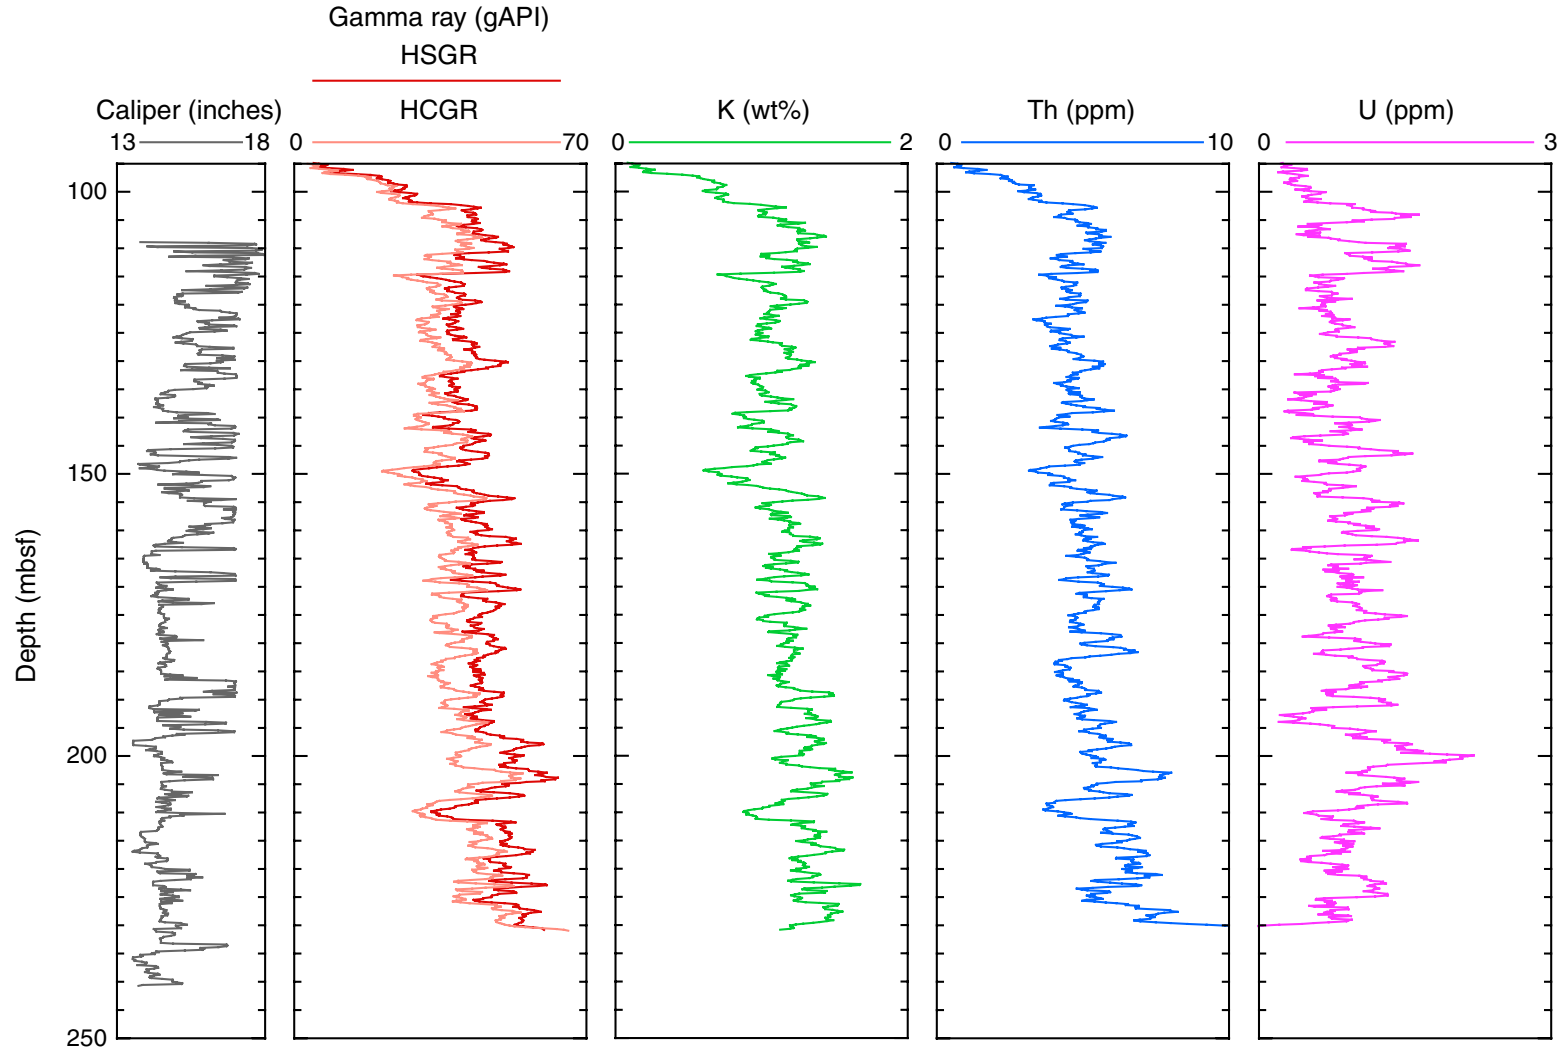 Gamma ray (gAPI)
HSGR
Caliper (inches) HCGR K (wt%) Th (ppm) U (ppm)
13 18 0 70 0 2 0 10 0 3
100
150
Depth (mbsf)
200
250